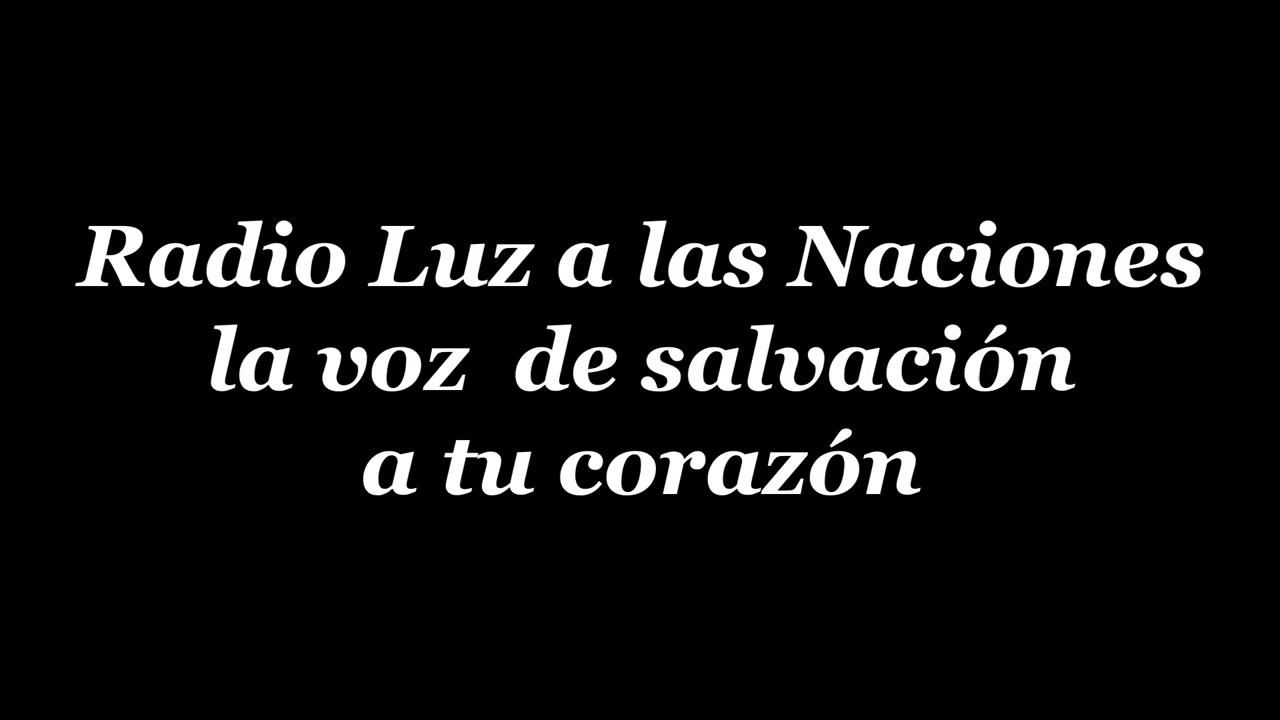 Radio Luz a las Naciones
la voz  de salvación
a tu corazón